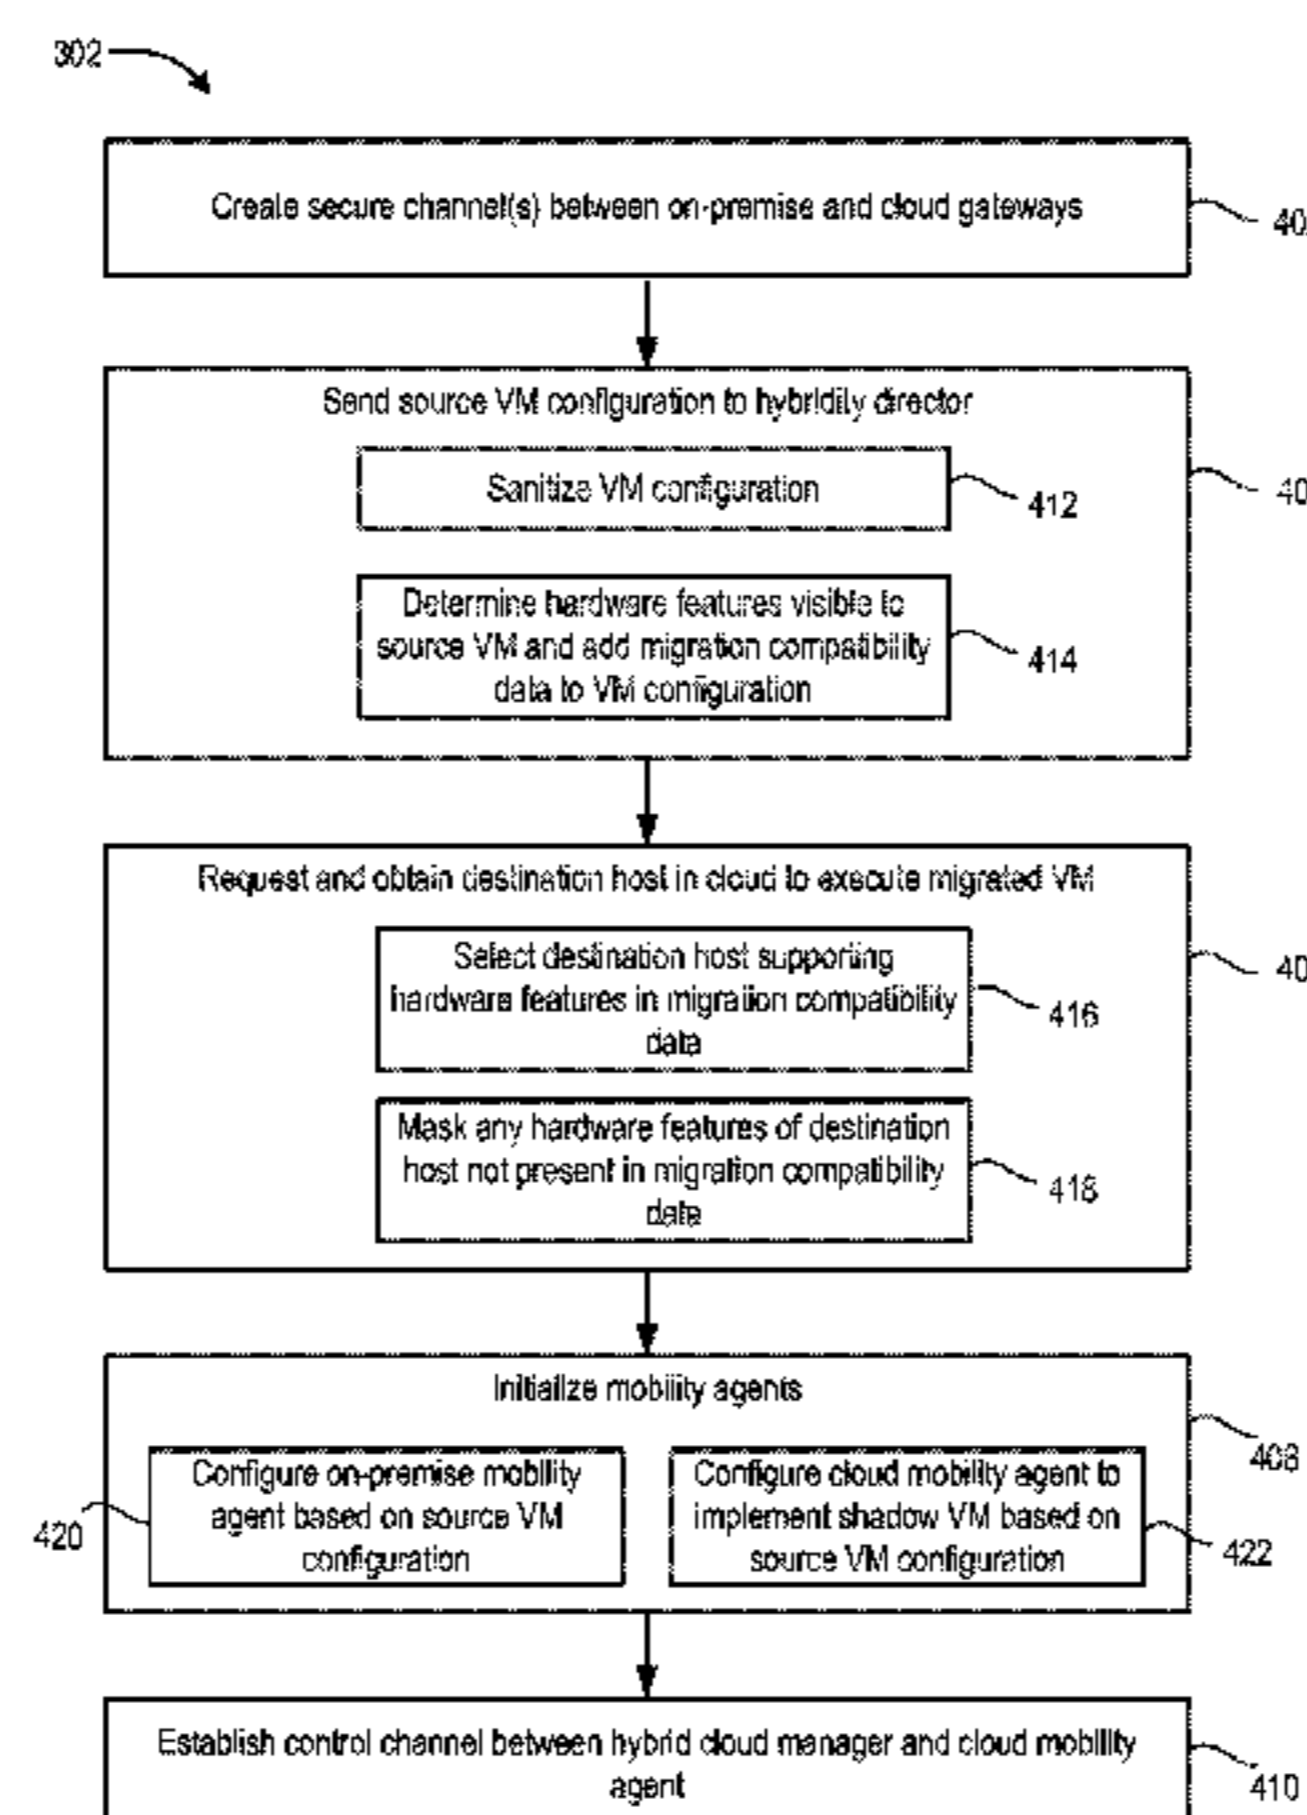 302
Create secure channel(s) between on-premise and cloud gateways
40
Send source VM configuration to hybridity director
40
Sanitize VM configuration
412
Determine hardware features visible to
source VM and add migration compatibility
data to VM configuration
414
Request and obtain destination host in cloud to execute migrated VM
40
Select destination host supporting
hardware features in migration compatibility
data
416
Mask any hardware features of destination
host not present in migration compatibility
data
418
Initialize mobility agents
408
Configure on-premise mobility
agent based on source VM
configuration
420
Configure cloud mobility agent to
implement shadow VM based on
source VM configuration
422
Establish control channel between hybrid cloud manager and cloud mobility
agent
410